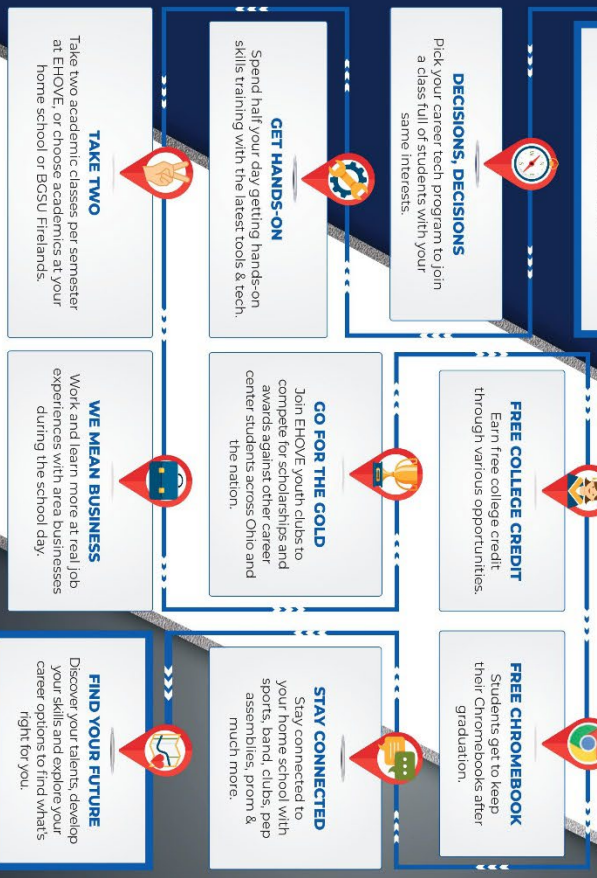 DECISIONS, DECISIONS
Pick your career tech program to join
a class full of students with your
same interests.
GET HANDS-ON
Spend half your day getting hands-on
skills training with the latest tools & tech.
TAKE TWO
Take two academic classes per semester
at EHOVE, or choose academics at your
home school or BGSU Firelands.
WE MEAN BUSINESS
Work and learn more at real job
experiences with area businesses
during the school day.
GO FOR THE GOLD
Join EHOVE youth clubs to
compete for scholarships and
awards against other career
center students across Ohio and
the nation.
FREE COLLEGE CREDIT
Earn free college credit
through various opportunities.
FREE CHROMEBOOK
Students get to keep
their Chromebooks after
graduation.
STAY CONNECTED
Stay connected to
your home school with
sports, band, clubs, pep
assemblies, prom &
much more.
FIND YOUR FUTURE
Discover your talents, develop
your skills and explore your
career options to find what's
right for you.